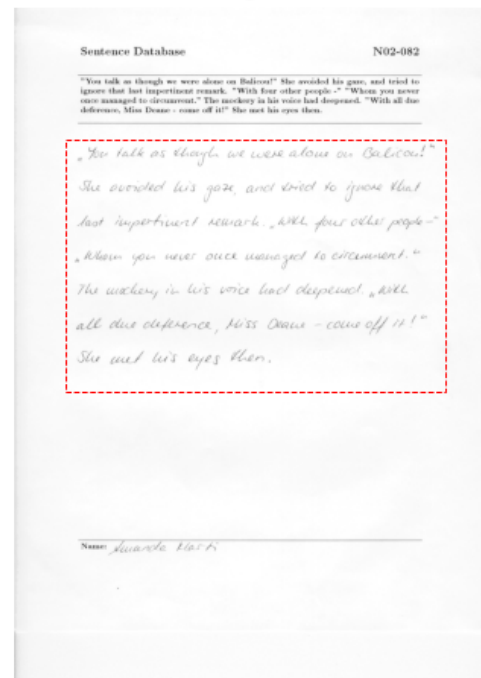 Sentence Database N02-082
"You talk as though we were alone on Balicou!" She avoided his gaze, and tried to
ignore that last impertinent remark. "With four other people -" "Whom you never
once managed to circumvent." The mockery in his voice had deepened. "With all due
deference, Miss Deane - come off it!" She met his eyes then.
„You talk as though we were alone on Balicou!“
She avoided his gaze, and tried to ignore that
last impertinent remark. „With four other people -“
„Whom you never once managed to circumvent.“
The mockery in his voice had deepened. „With
all due deference, Miss Deane - come off it!“
She met his eyes then.
Name: Amanda Marti